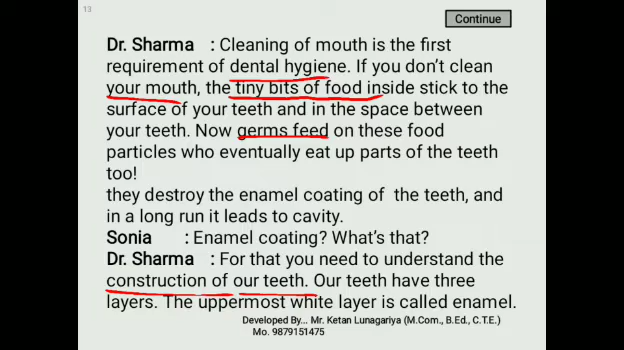 13
Continue
Dr. Sharma : Cleaning of mouth is the first
requirement of dental hygiene. If you don't clean
your mouth, the tiny bits of food inside stick to the
surface of your teeth and in the space between
your teeth. Now germs feed on these food
particles who eventually eat up parts of the teeth
too!
they destroy the enamel coating of the teeth, and
in a long run it leads to cavity.
Sonia : Enamel coating? What's that?
Dr. Sharma : For that you need to understand the
construction of our teeth. Our teeth have three
layers. The uppermost white layer is called enamel.
Developed By... Mr. Ketan Lunagariya (M.Com., B.Ed., C.T.E.)
Mo. 9879151475